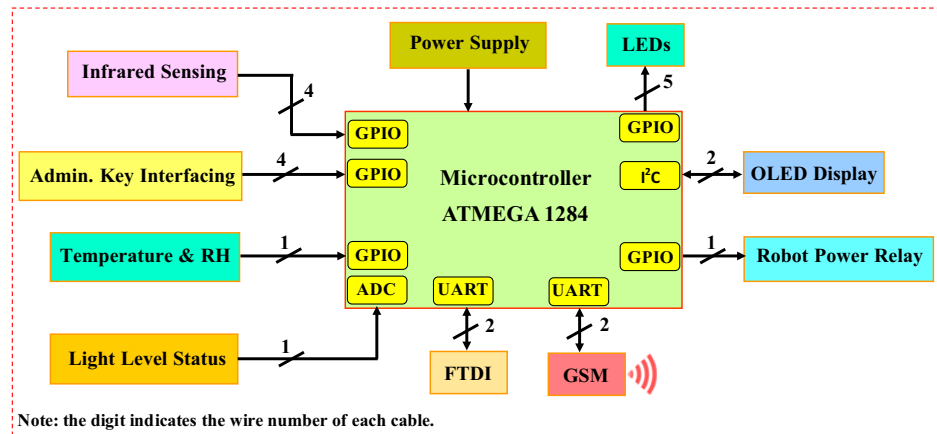 Power Supply
LEDs
Infrared Sensing
4
5
GPIO
GPIO
Admin. Key Interfacing
4
GPIO
Microcontroller
ATMEGA 1284
I²C
2
OLED Display
Temperature & RH
1
GPIO
GPIO
1
Robot Power Relay
ADC
UART
UART
Light Level Status
1
2
2
FTDI
GSM
Note: the digit indicates the wire number of each cable.